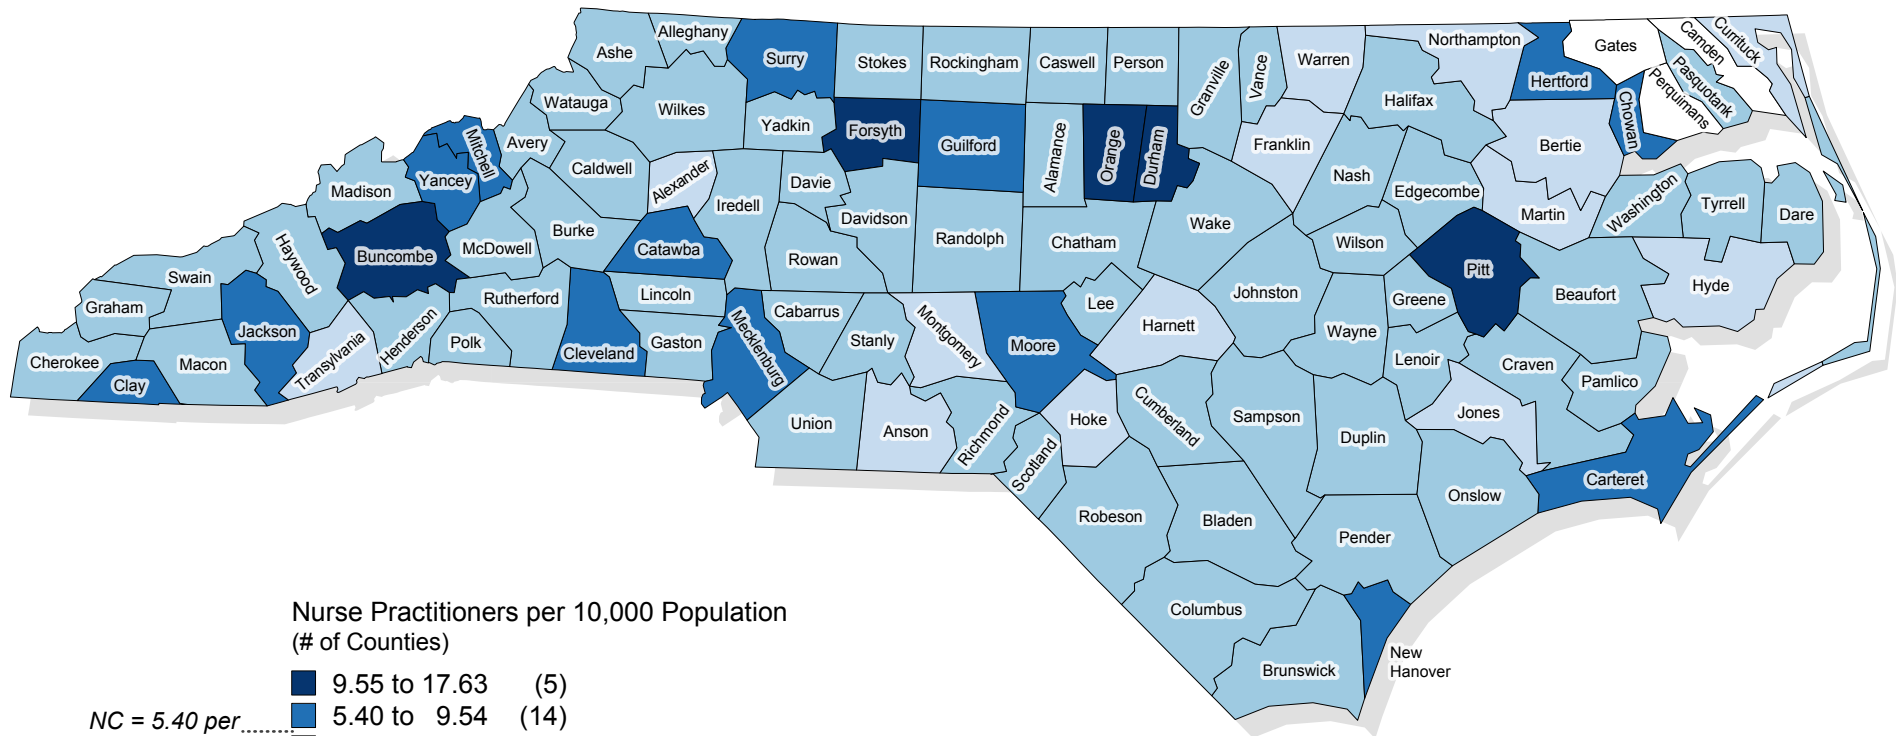 Alleghany
Ashe
Surry
Stokes
Rockingham
Caswell
Person
Granville
Vance
Warren
Northampton
Gates
Camden
Currituck
Hertford
Pasquotank
Perquimans
Chowan
Halifax
Watauga
Wilkes
Yadkin
Forsyth
Guilford
Alamance
Orange
Durham
Franklin
Bertie
Mitchell
Avery
Caldwell
Alexander
Yancey
Madison
Iredell
Davie
Davidson
Nash
Edgecombe
Martin
Washington
Tyrrell
Dare
Randolph
Chatham
Wake
Wilson
Pitt
Beaufort
Hyde
Buncombe
McDowell
Burke
Catawba
Rowan
Haywood
Swain
Graham
Jackson
Cherokee
Clay
Macon
Transylvania
Henderson
Polk
Rutherford
Cleveland
Lincoln
Gaston
Mecklenburg
Cabarrus
Stanly
Montgomery
Moore
Lee
Harnett
Johnston
Wayne
Greene
Lenoir
Craven
Pamlico
Jones
Union
Anson
Richmond
Scotland
Hoke
Cumberland
Sampson
Duplin
Onslow
Carteret
Robeson
Bladen
Pender
Columbus
Brunswick
New
Hanover
Nurse Practitioners per 10,000 Population
(# of Counties)
9.55 to 17.63 (5)
5.40 to 9.54 (14)
NC = 5.40 per